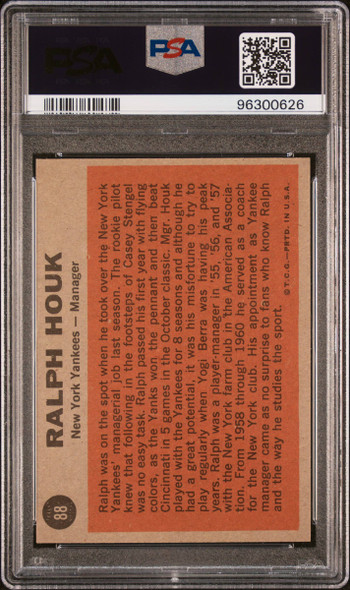 PSA
96300626
88
RALPH HOUK
New York Yankees — Manager
Ralph was on the spot when he took over the New York
Yankees' managerial job last season. The rookie pilot
knew that following in the footsteps of Casey Stengel
was no easy task. Ralph passed his first year with flying
colors, as the Yanks won the pennant and then beat
Cincinnati in 5 games in the October classic. Mgr. Houk
played with the Yankees for 8 seasons and although he
had a great potential, it was his misfortune to try to
play regularly when Yogi Berra was having his peak
years. Ralph was a player-manager in '55, '56, and '57
with the New York farm club in the American Associa-
tion. From 1958 through 1960 he served as a coach
for the New York club. His appointment as Yankee
manager came as no surprise to fans who know Ralph
and the way he studies the sport.
© T.C.G.—PRTD. IN U.S.A.